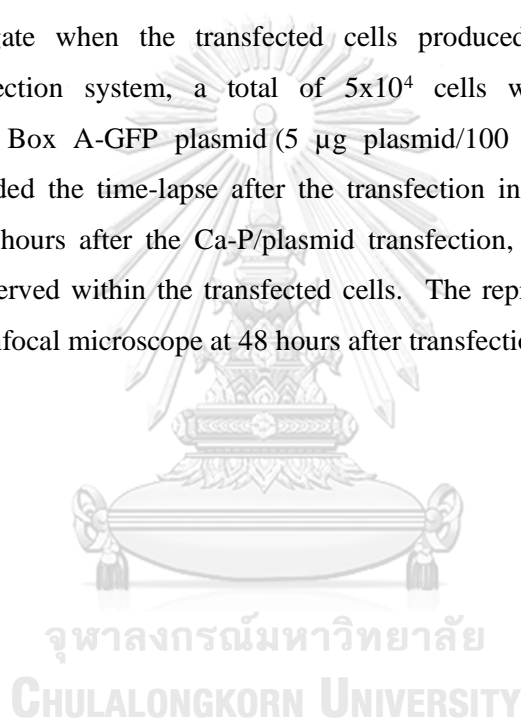 gate when the transfected cells produced
ection system, a total of 5x10⁴ cells w
Box A-GFP plasmid (5 µg plasmid/100
ded the time-lapse after the transfection in
hours after the Ca-P/plasmid transfection,
erved within the transfected cells. The repr
nfocal microscope at 48 hours after transfectio
จุฬาลงกรณ์มหาวิทยาลัย
CHULALONGKORN UNIVERSITY